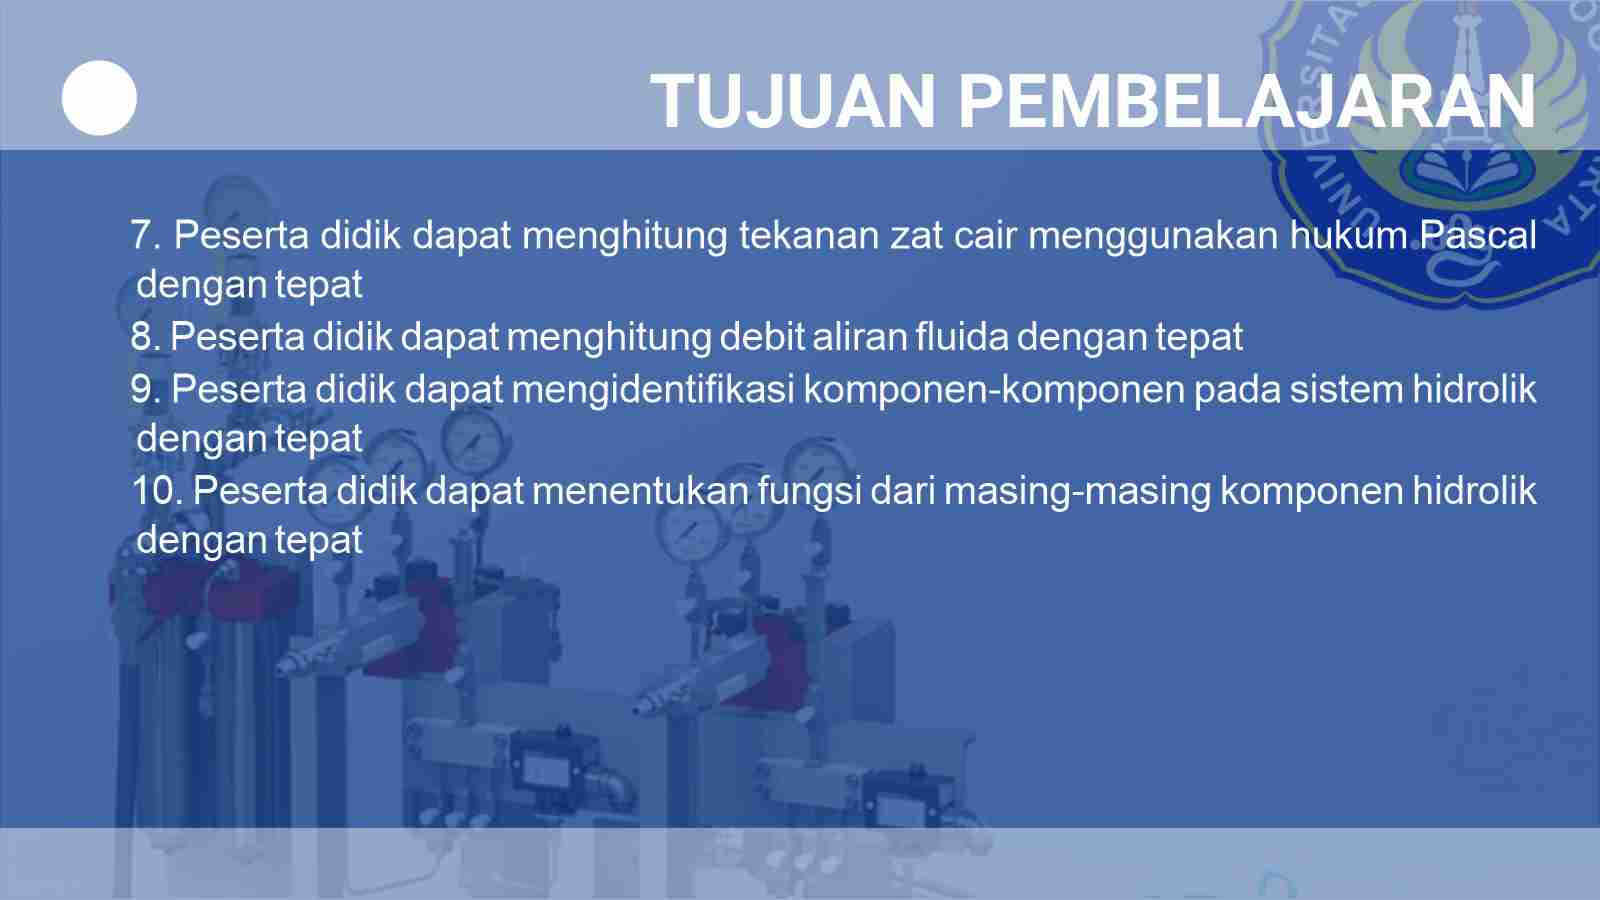 TUJUAN PEMBELAJARAN
7. Peserta didik dapat menghitung tekanan zat cair menggunakan hukum Pascal
dengan tepat
8. Peserta didik dapat menghitung debit aliran fluida dengan tepat
9. Peserta didik dapat mengidentifikasi komponen-komponen pada sistem hidrolik
dengan tepat
10. Peserta didik dapat menentukan fungsi dari masing-masing komponen hidrolik
dengan tepat